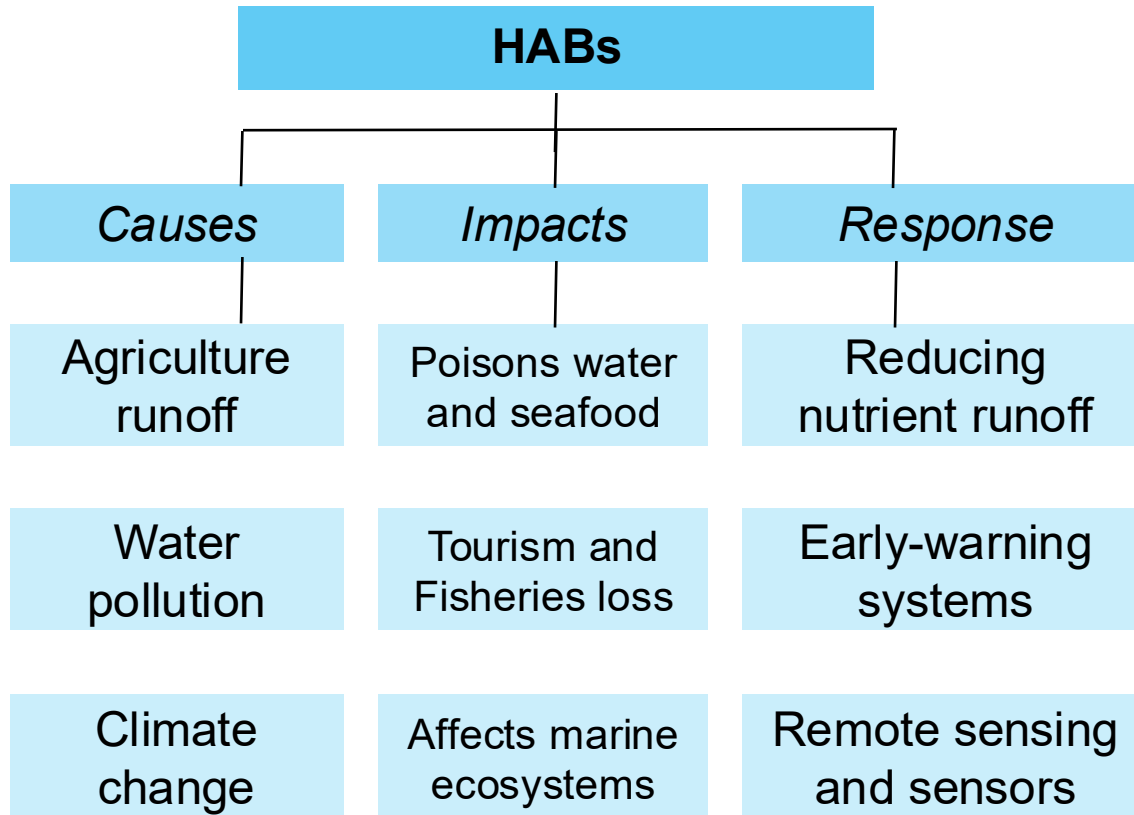 HABs
Causes
Impacts
Response
Agriculture
runoff
Poisons water
and seafood
Reducing
nutrient runoff
Water
pollution
Tourism and
Fisheries loss
Early-warning
systems
Climate
change
Affects marine
ecosystems
Remote sensing
and sensors